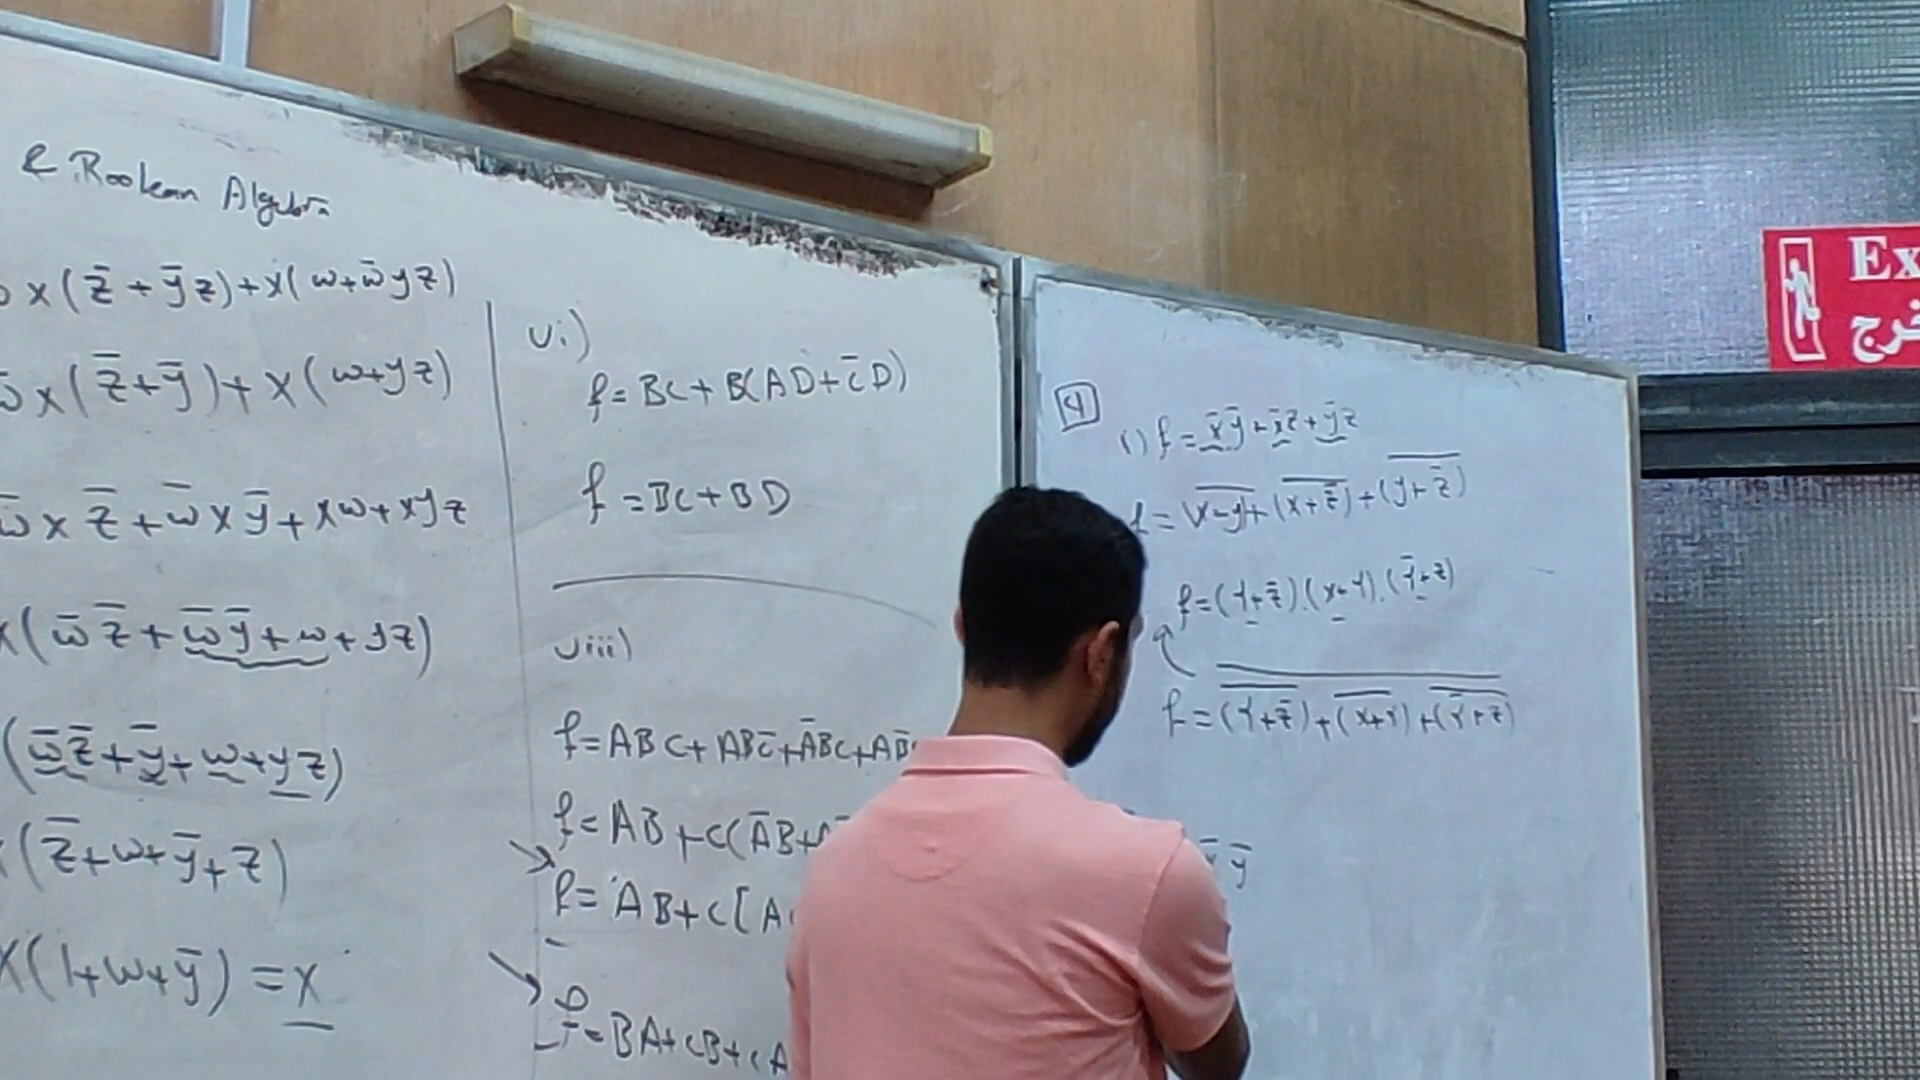 & Boolean Algebra
x(z̄+ȳz)+x(w+w̄yz)
w̄x(z̄+ȳ)+x(w+yz)
w̄xz̄+w̄xȳ+xw+xyz
x(w̄z̄+w̄ȳ+w+yz)
(w̄z̄+ȳ+w+yz)
(z̄+w+ȳ+z)
x(1+w+ȳ) = x
vi)
f=BC+B(AD+C̄D)
f=BC+BD
viii)
f=ABC+ABC̄+ĀBC+AB̄
f=AB+C(ĀB+
f=AB+C[A
f=BA+CB+CA
4
i) f=x̄ȳ+x̄z+ȳz
f=(y+z̄).(x+y).(ȳ+z)
x̄ȳ
Ex
خرج